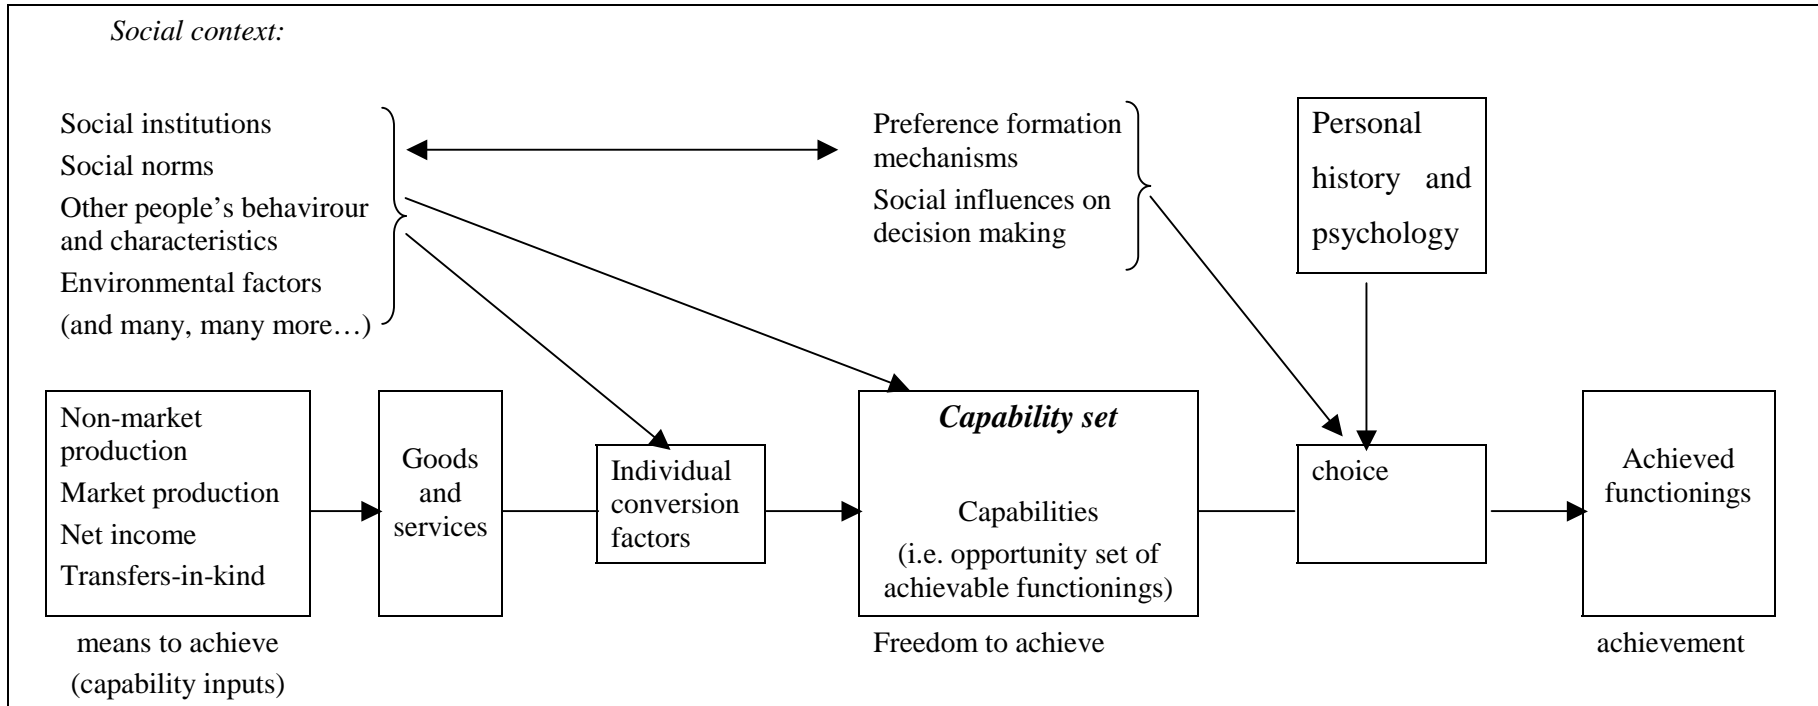 Social context:
Social institutions
Social norms
Other people’s behavirour
and characteristics
Environmental factors
(and many, many more…)
Preference formation
mechanisms
Social influences on
decision making
Personal
history and
psychology
Non-market
production
Market production
Net income
Transfers-in-kind
Goods
and
services
Individual
conversion
factors
Capability set
Capabilities
(i.e. opportunity set of
achievable functionings)
choice
Achieved
functionings
means to achieve
(capability inputs)
Freedom to achieve
achievement